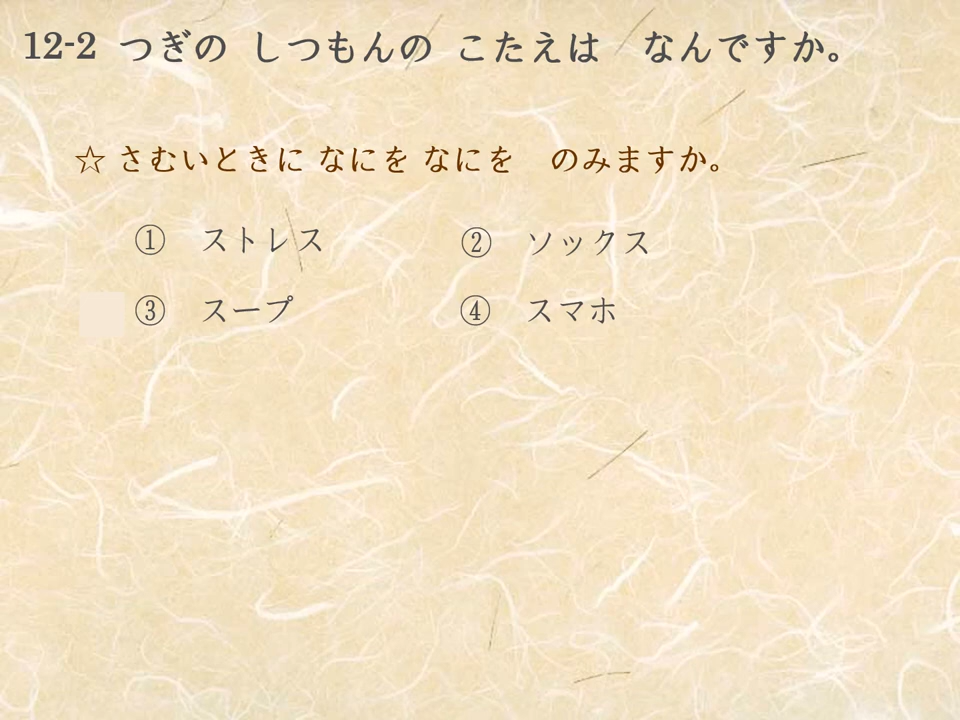 12-2 つぎの しつもんの こたえは なんですか。
☆ さむいときに なにを なにを のみますか。
① ストレス ② ソックス
③ スープ ④ スマホ